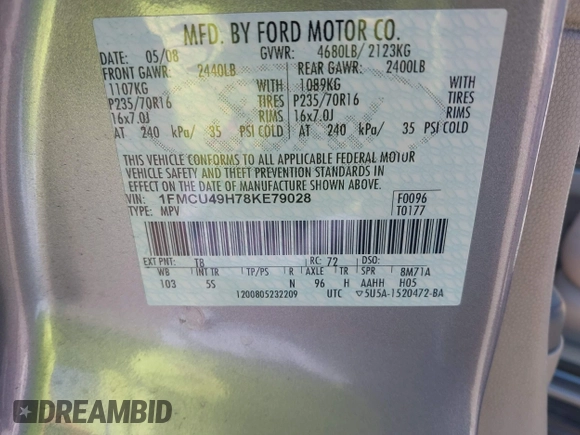 MFD. BY FORD MOTOR CO.
DATE: 05/08 GVWR: 4680LB/ 2123KG
FRONT GAWR: 2440LB REAR GAWR: 2400LB
1107KG WITH 1089KG WITH
P235/70R16 TIRES P235/70R16 TIRES
16x7.0J RIMS 16x7.0J RIMS
AT 240 kPa/ 35 PSI COLD AT 240 kPa/ 35 PSI COLD
THIS VEHICLE CONFORMS TO ALL APPLICABLE FEDERAL MOTOR
VEHICLE SAFETY AND THEFT PREVENTION STANDARDS IN
EFFECT ON THE DATE OF MANUFACTURE SHOWN ABOVE.
VIN: 1FMCU49H78KE79028 F0096
TYPE: MPV T0177
EXT PNT: T8 RC: 72 DSO:
WB INT TR TP/PS R AXLE TR SPR 8M71A
103 5S N 96 H AAHH H05
1200805232209 UTC ▽5U5A-1520472-BA
DREAMBID